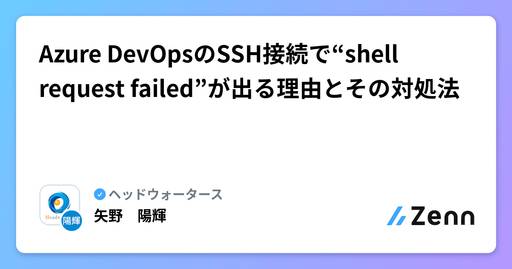 Azure DevOpsのSSH接続で“shell
request failed”が出る理由とその対処法
ヘッドウォータース
矢野　陽輝
陽輝
Zenn